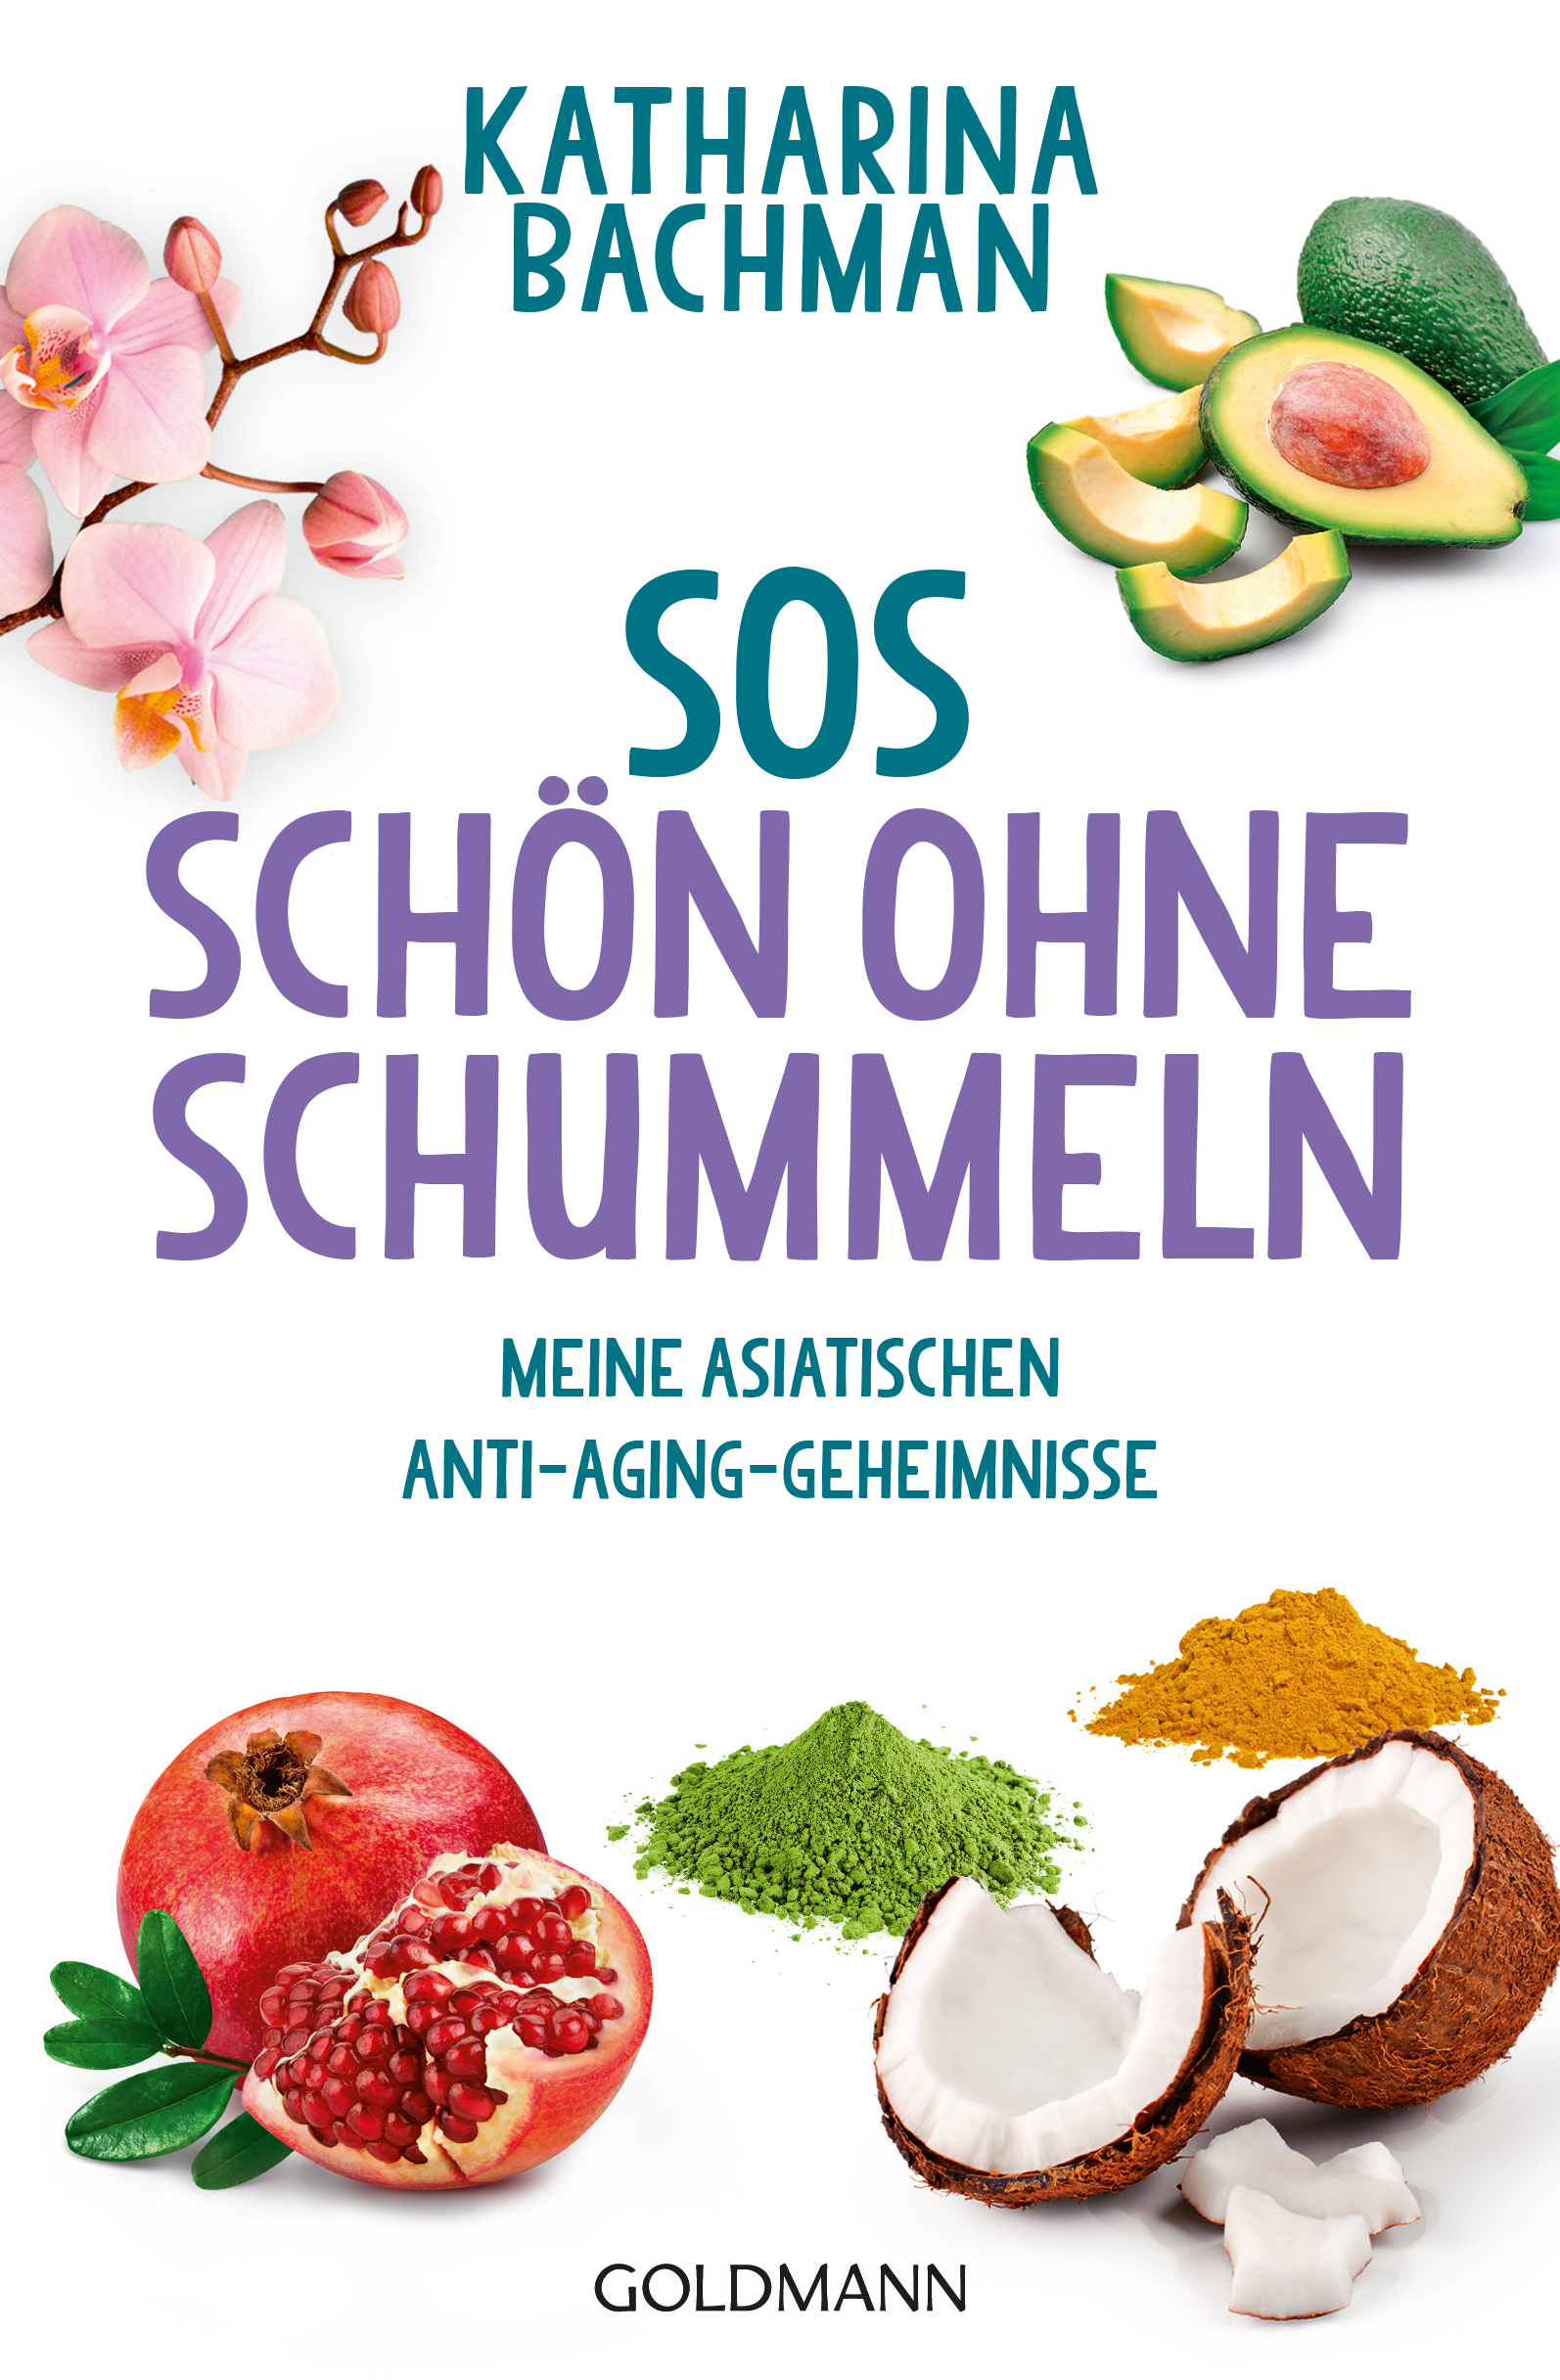 KATHARINA
BACHMAN
SOS
SCHÖN OHNE
SCHUMMELN
MEINE ASIATISCHEN
ANTI-AGING-GEHEIMNISSE
GOLDMANN